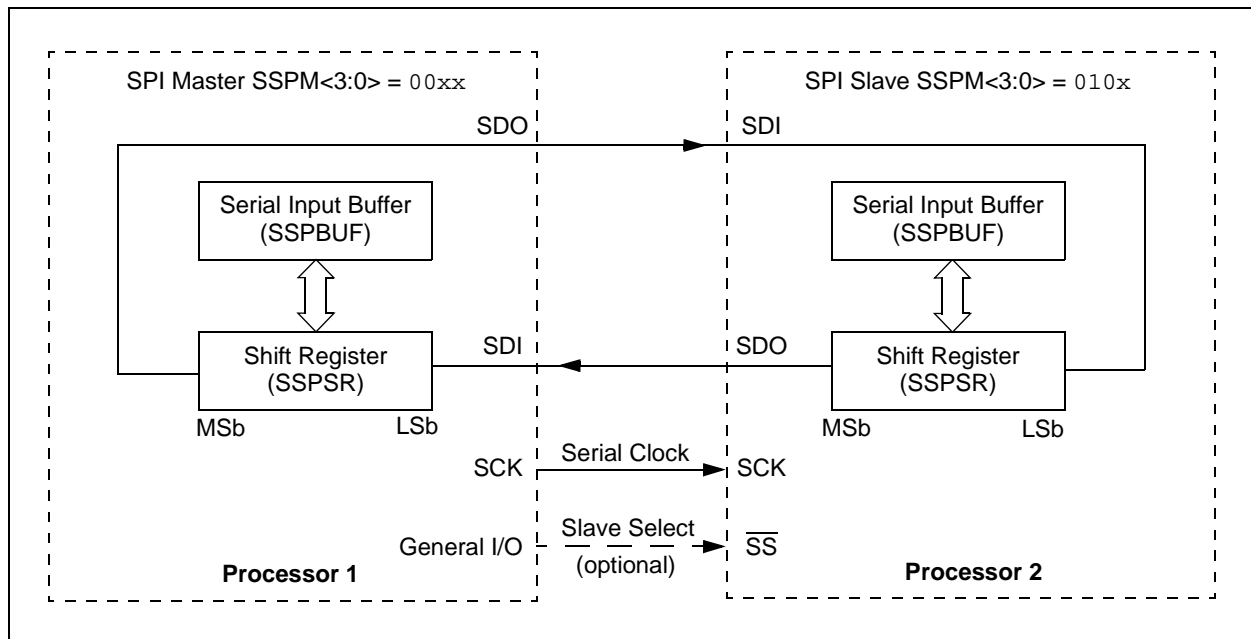 SPI Master SSPM<3:0> = 00xx
SPI Slave SSPM<3:0> = 010x
SDO
SDI
Serial Input Buffer
(SSPBUF)
Serial Input Buffer
(SSPBUF)
Shift Register
(SSPSR)
SDI
SDO
Shift Register
(SSPSR)
MSb
LSb
MSb
LSb
SCK
Serial Clock
SCK
General I/O
Slave Select
(optional)
S̅S̅
Processor 1
Processor 2